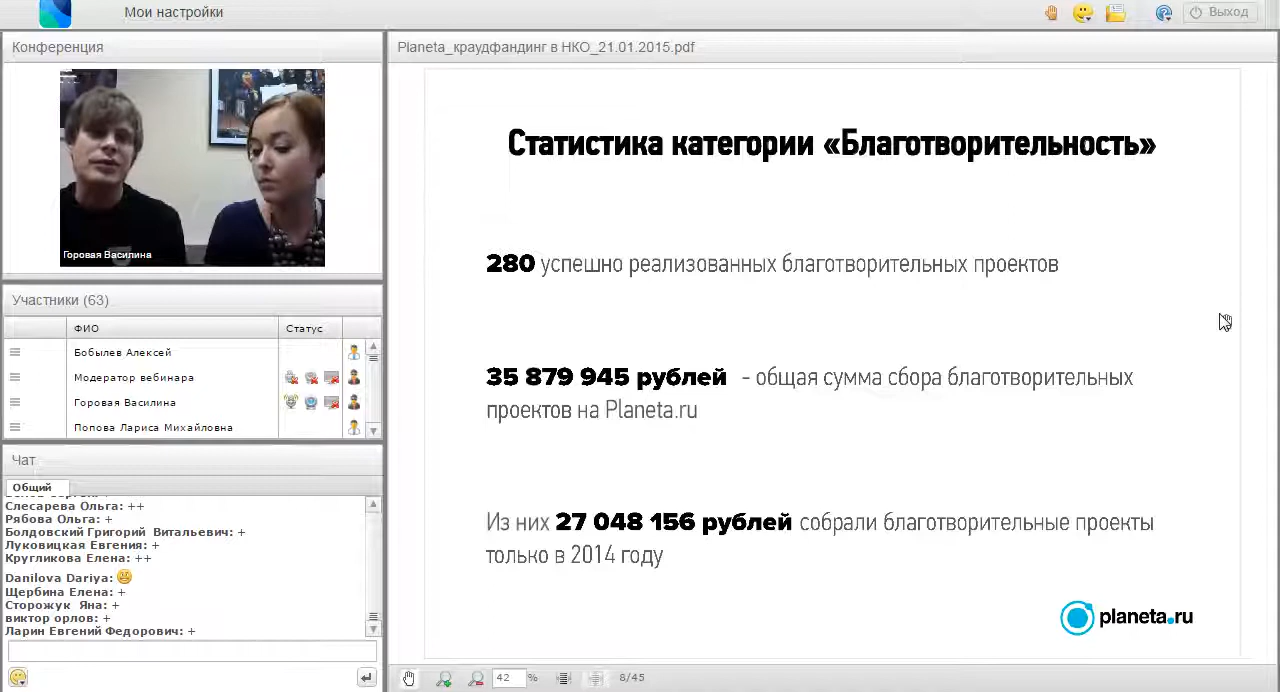 Мои настройки
Выход
Конференция
Горовая Василина
Участники (63)
ФИО
Статус
Бобылев Алексей
Модератор вебинара
Горовая Василина
Попова Лариса Михайловна
Чат
Общий
Слесарева Ольга: ++
Рябова Ольга: +
Болдовский Григорий Витальевич: +
Луковицкая Евгения: +
Кругликова Елена: ++
Danilova Dariya:
Щербина Елена: +
Сторожук Яна: +
виктор орлов: +
Ларин Евгений Федорович: +
Planeta_краудфандинг в НКО_21.01.2015.pdf
Статистика категории «Благотворительность»
280 успешно реализованных благотворительных проектов
35 879 945 рублей - общая сумма сбора благотворительных
проектов на Planeta.ru
Из них 27 048 156 рублей собрали благотворительные проекты
только в 2014 году
planeta.ru
42 %
8/45